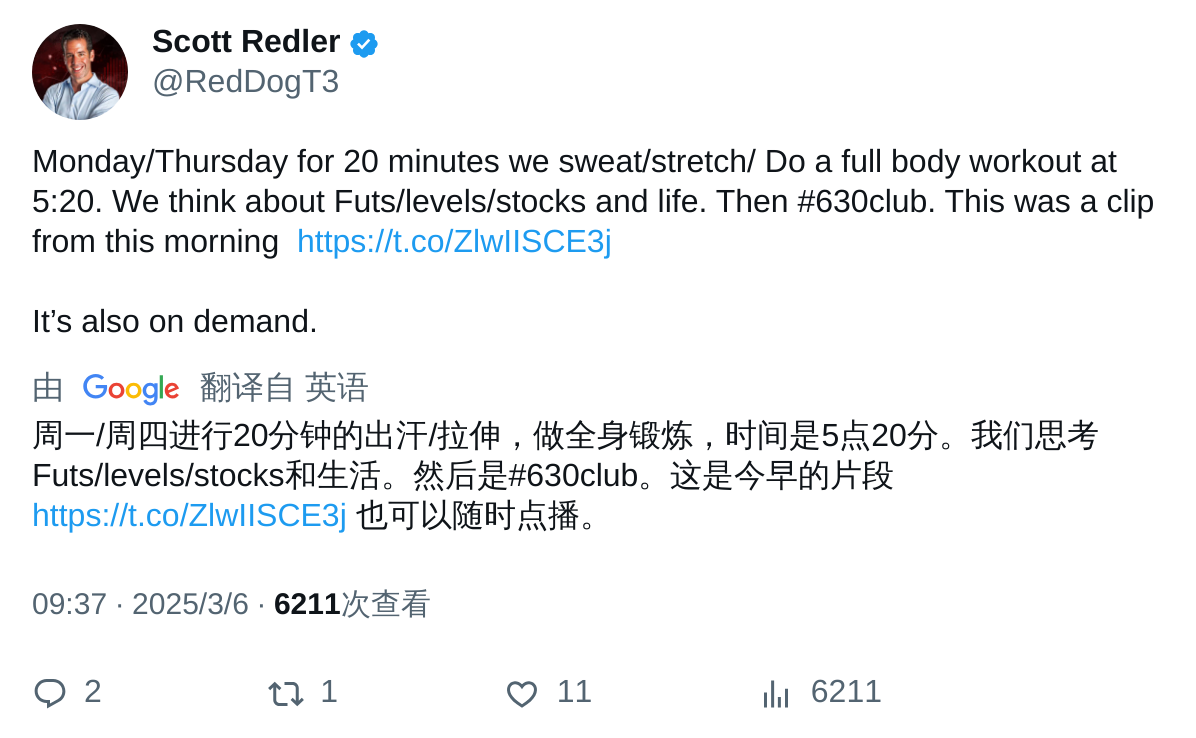 Scott Redler
@RedDogT3
Monday/Thursday for 20 minutes we sweat/stretch/ Do a full body workout at
5:20. We think about Futs/levels/stocks and life. Then #630club. This was a clip
from this morning  https://t.co/ZlwIISCE3j
It’s also on demand.
由 Google 翻译自 英语
周一/周四进行20分钟的出汗/拉伸，做全身锻炼，时间是5点20分。我们思考
Futs/levels/stocks和生活。然后是#630club。这是今早的片段
https://t.co/ZlwIISCE3j 也可以随时点播。
09:37 · 2025/3/6 · 6211次查看
2 1 11 6211